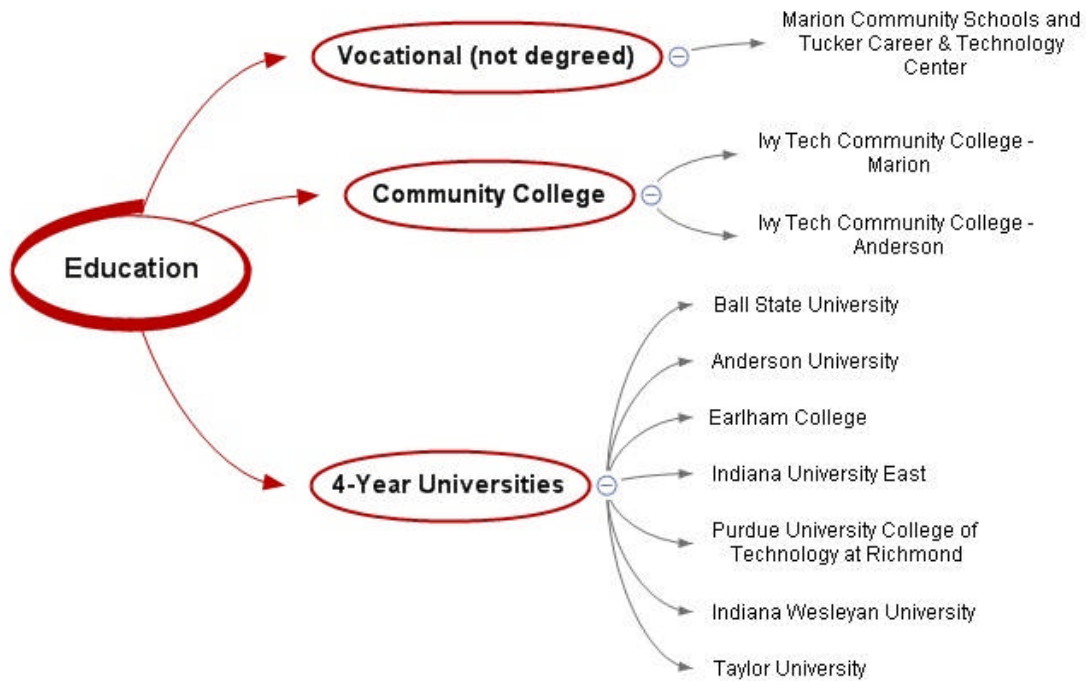 Marion Community Schools and
Tucker Career & Technology
Center
Vocational (not degreed)
Ivy Tech Community College -
Marion
Community College
Ivy Tech Community College -
Anderson
Education
Ball State University
Anderson University
Earlham College
Indiana University East
4-Year Universities
Purdue University College of
Technology at Richmond
Indiana Wesleyan University
Taylor University